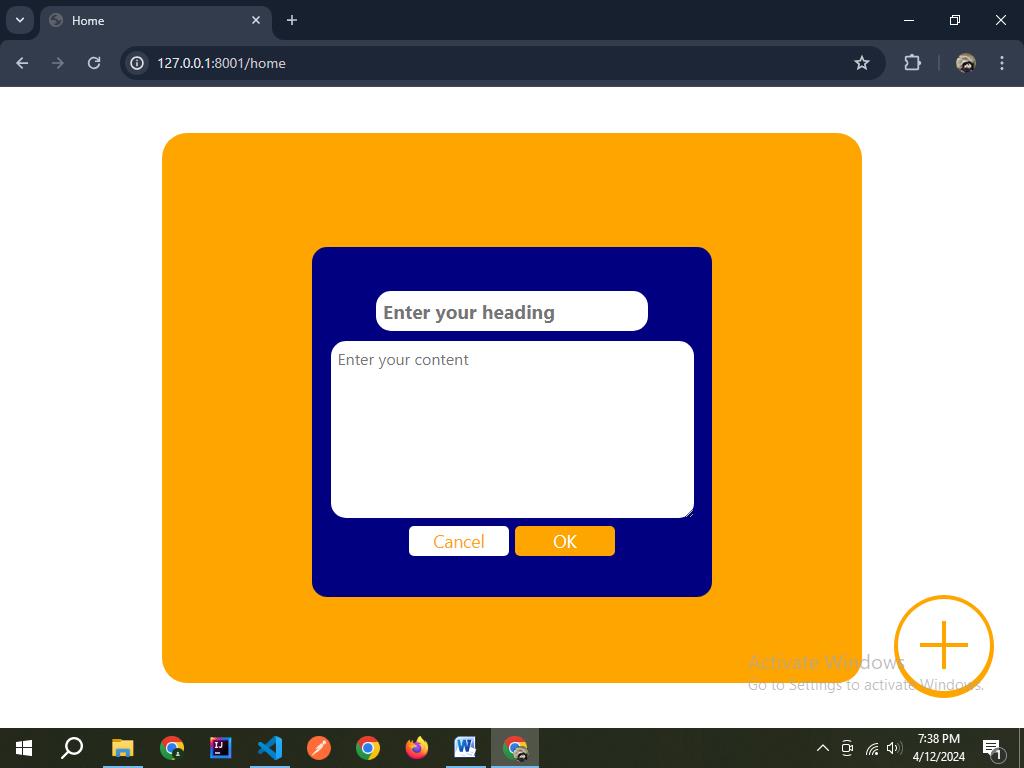 Home
127.0.0.1:8001/home
Enter your heading
Enter your content
Cancel
OK
Activate Windows
Go to Settings to activate Windows.
7:38 PM
4/12/2024
1